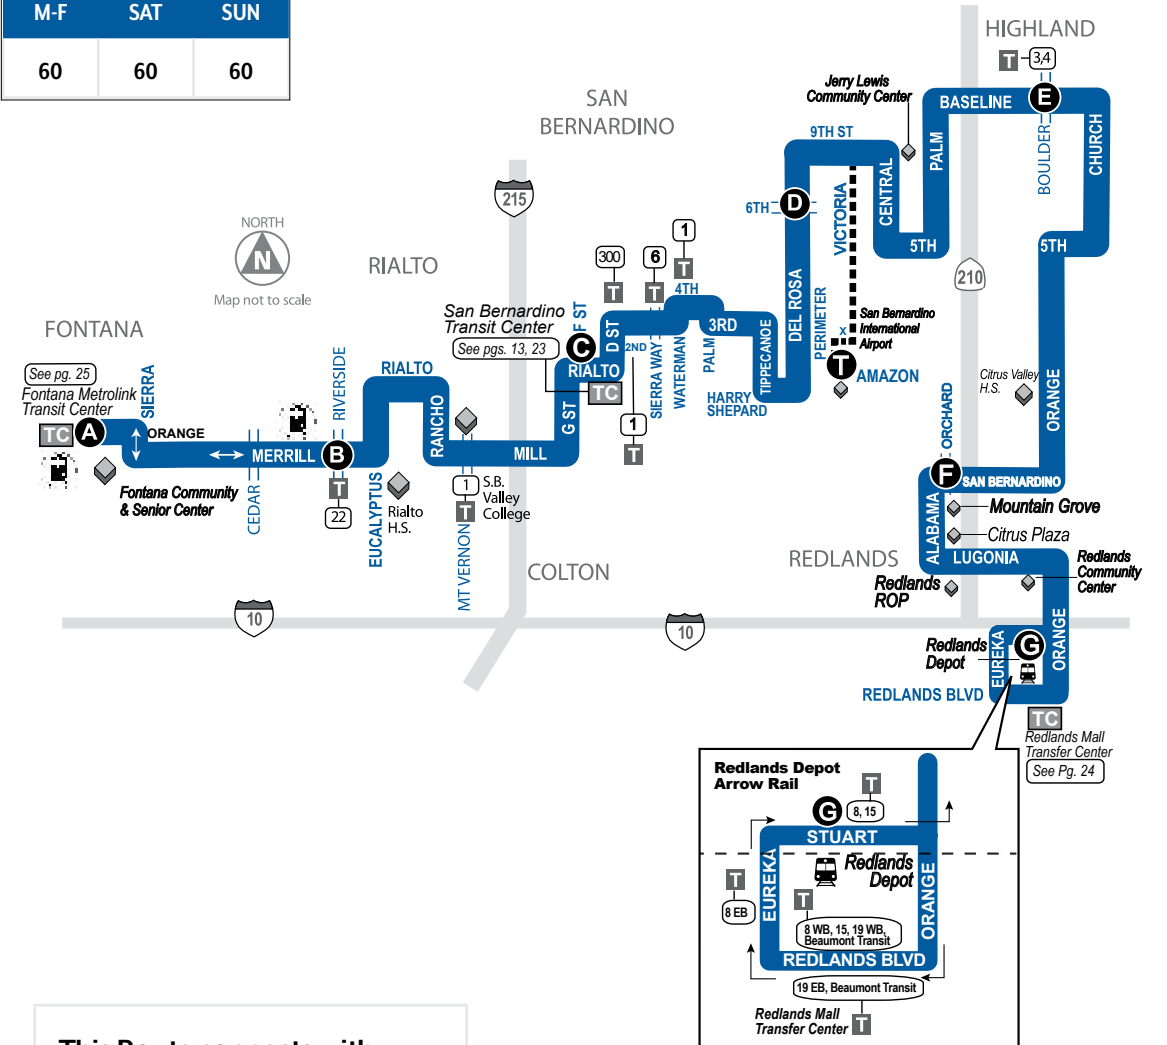 M-F SAT SUN
60 60 60
HIGHLAND
T 3,4
Jerry Lewis
Community Center
BASELINE E
SAN
BERNARDINO
9TH ST
PALM
BOULDER
CHURCH
215
6TH D
VICTORIA
CENTRAL
5TH
5TH
NORTH
N
Map not to scale
RIALTO
300
T
6
T
1
T
4TH
210
DEL ROSA
PERIMETER
San Bernardino
International
Airport
x
T
AMAZON
San Bernardino
Transit Center
See pgs. 13, 23
C
F ST
D ST
2ND
3RD
SIERRA WAY
WATERMAN
PALM
TIPPECANOE
HARRY
SHEPARD
RIALTO
TC
G ST
1
T
FONTANA
See pg. 25
Fontana Metrolink
Transit Center
TC A
SIERRA
ORANGE
RIVERSIDE
RIALTO
RANCHO
MERRILL B
MILL
Fontana Community
& Senior Center
CEDAR
T
22
EUCALYPTUS
Rialto
H.S.
1
T
S.B.
Valley
College
MT VERNON
COLTON
Citrus Valley
H.S.
ORCHARD
ORANGE
F
SAN BERNARDINO
ALABAMA
Mountain Grove
Citrus Plaza
REDLANDS
LUGONIA
Redlands
Community
Center
Redlands
ROP
10
10
Redlands
Depot
EUREKA
G
ORANGE
REDLANDS BLVD
TC
Redlands Mall
Transfer Center
See Pg. 24
Redlands Depot
Arrow Rail
T
G 8, 15
STUART
EUREKA
Redlands
Depot
ORANGE
T
8 EB
T
8 WB, 15, 19 WB,
Beaumont Transit
REDLANDS BLVD
19 EB, Beaumont Transit
Redlands Mall
Transfer Center T